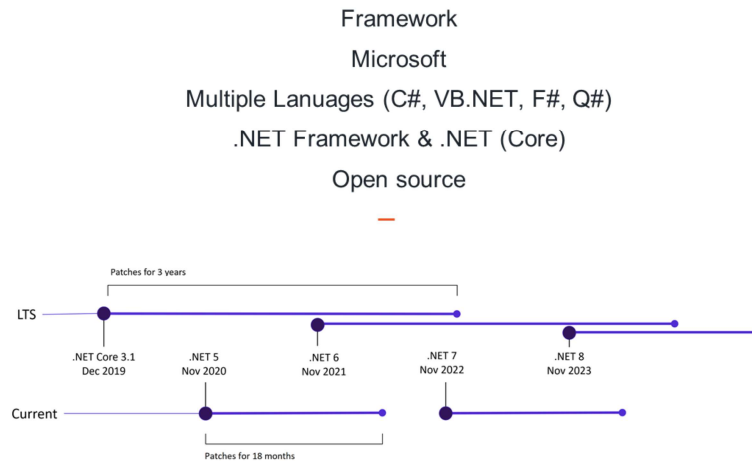 Framework
Microsoft
Multiple Lanuages (C#, VB.NET, F#, Q#)
.NET Framework & .NET (Core)
Open source
Patches for 3 years
LTS
.NET Core 3.1
Dec 2019
.NET 5
Nov 2020
.NET 6
Nov 2021
.NET 7
Nov 2022
.NET 8
Nov 2023
Current
Patches for 18 months